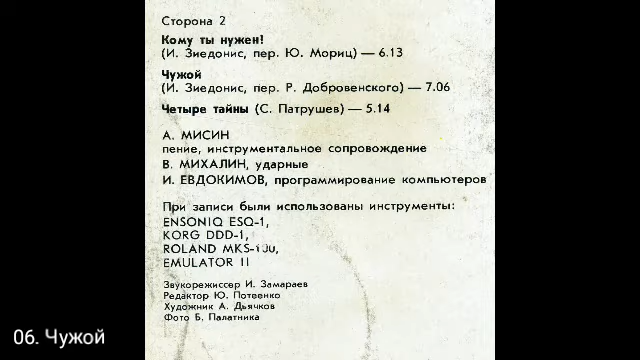 Сторона 2
Кому ты нужен!
(И. Зиедонис, пер. Ю. Мориц) — 6.13
Чужой
(И. Зиедонис, пер. Р. Добровенского) — 7.06
Четыре тайны (С. Патрушев) — 5.14
А. МИСИН
пение, инструментальное сопровождение
В. МИХАЛИН, ударные
И. ЕВДОКИМОВ, программирование компьютеров
При записи были использованы инструменты:
ENSONIQ ESQ-1,
KORG DDD-1,
ROLAND MKS-100,
EMULATOR II
Звукорежиссер И. Замараев
Редактор Ю. Потеенко
Художник А. Дьячков
Фото Б. Палатника
06. Чужой